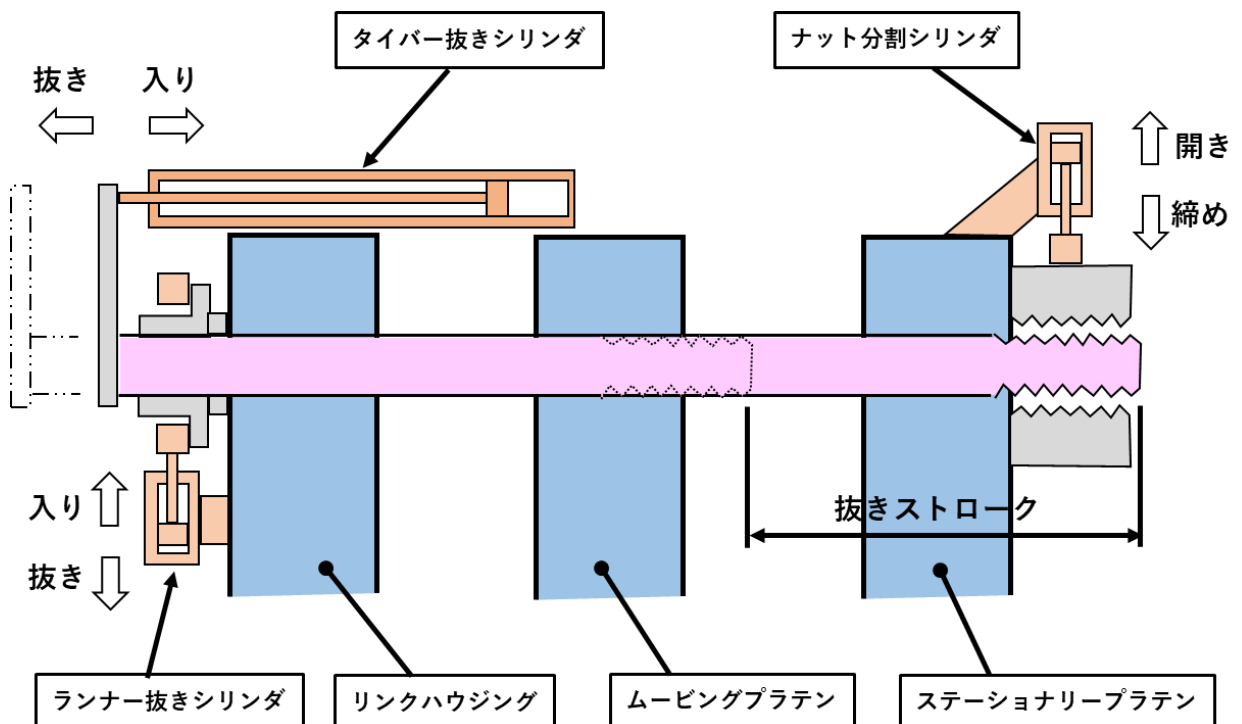 タイバー抜きシリンダ
ナット分割シリンダ
抜き
入り
開き
締め
抜きストローク
入り
抜き
ランナー抜きシリンダ
リンクハウジング
ムービングプラテン
ステーショナリープラテン